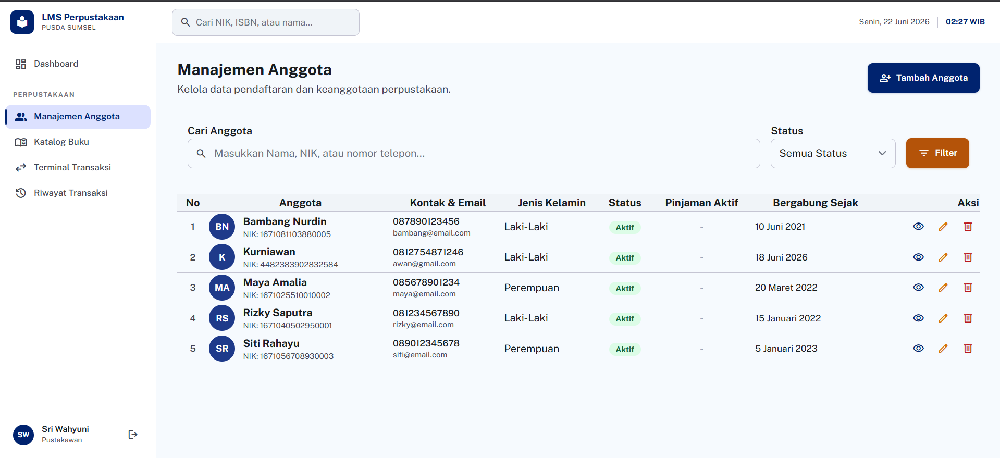 LMS Perpustakaan
PUSDA SUMSEL
Cari NIK, ISBN, atau nama...
Senin, 22 Juni 2026
02:27 WIB
Dashboard
PERPUSTAKAAN
Manajemen Anggota
Katalog Buku
Terminal Transaksi
Riwayat Transaksi
SW
Sri Wahyuni
Pustakawan
Manajemen Anggota
Kelola data pendaftaran dan keanggotaan perpustakaan.
Tambah Anggota
Cari Anggota
Masukkan Nama, NIK, atau nomor telepon...
Status
Semua Status
Filter
No Anggota Kontak & Email Jenis Kelamin Status Pinjaman Aktif Bergabung Sejak Aksi
1 BN Bambang Nurdin 087890123456 Laki-Laki Aktif - 10 Juni 2021
NIK: 1671081103880005 bambang@email.com
2 K Kurniawan 0812754871246 Laki-Laki Aktif - 18 Juni 2026
NIK: 4482383902832584 awan@gmail.com
3 MA Maya Amalia 085678901234 Perempuan Aktif - 20 Maret 2022
NIK: 1671025510010002 maya@email.com
4 RS Rizky Saputra 081234567890 Laki-Laki Aktif - 15 Januari 2022
NIK: 1671040502950001 rizky@email.com
5 SR Siti Rahayu 089012345678 Perempuan Aktif - 5 Januari 2023
NIK: 1671056708930003 siti@email.com